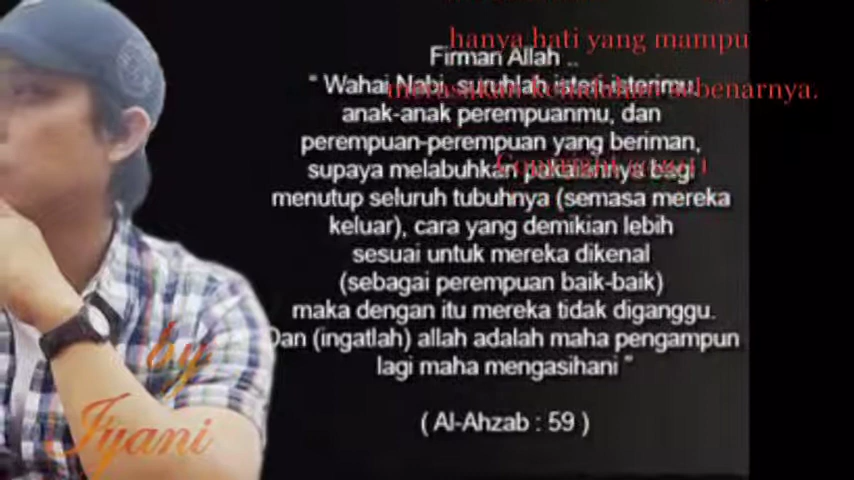 hanya hati yang mampu
Firman Allah ..
" Wahai Nabi, suruhlah isteri-isterimu,
merasakan keindahan sebenarnya.
anak-anak perempuanmu, dan
perempuan-perempuan yang beriman,
supaya melabuhkan pakaiannya bagi
menutup seluruh tubuhnya (semasa mereka
keluar), cara yang demikian lebih
sesuai untuk mereka dikenal
(sebagai perempuan baik-baik)
maka dengan itu mereka tidak diganggu.
Dan (ingatlah) allah adalah maha pengampun
lagi maha mengasihani "
( Al-Ahzab : 59 )
by
Iyani